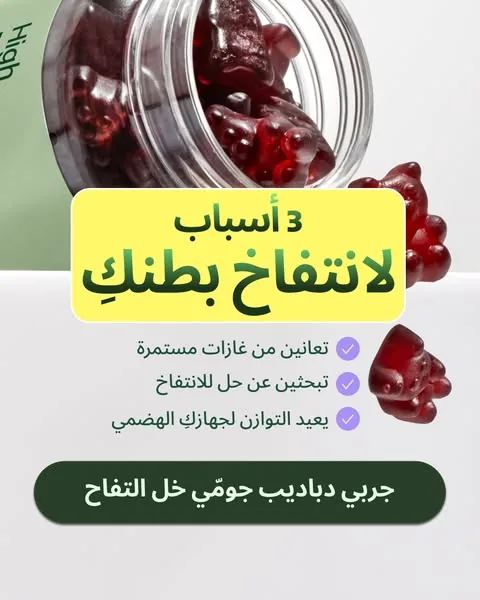 High
3 أسباب
لانتفاخ بطنكِ
تعانين من غازات مستمرة
تبحثين عن حل للانتفاخ
يعيد التوازن لجهازكِ الهضمي
جربي دباديب جومّي خل التفاح